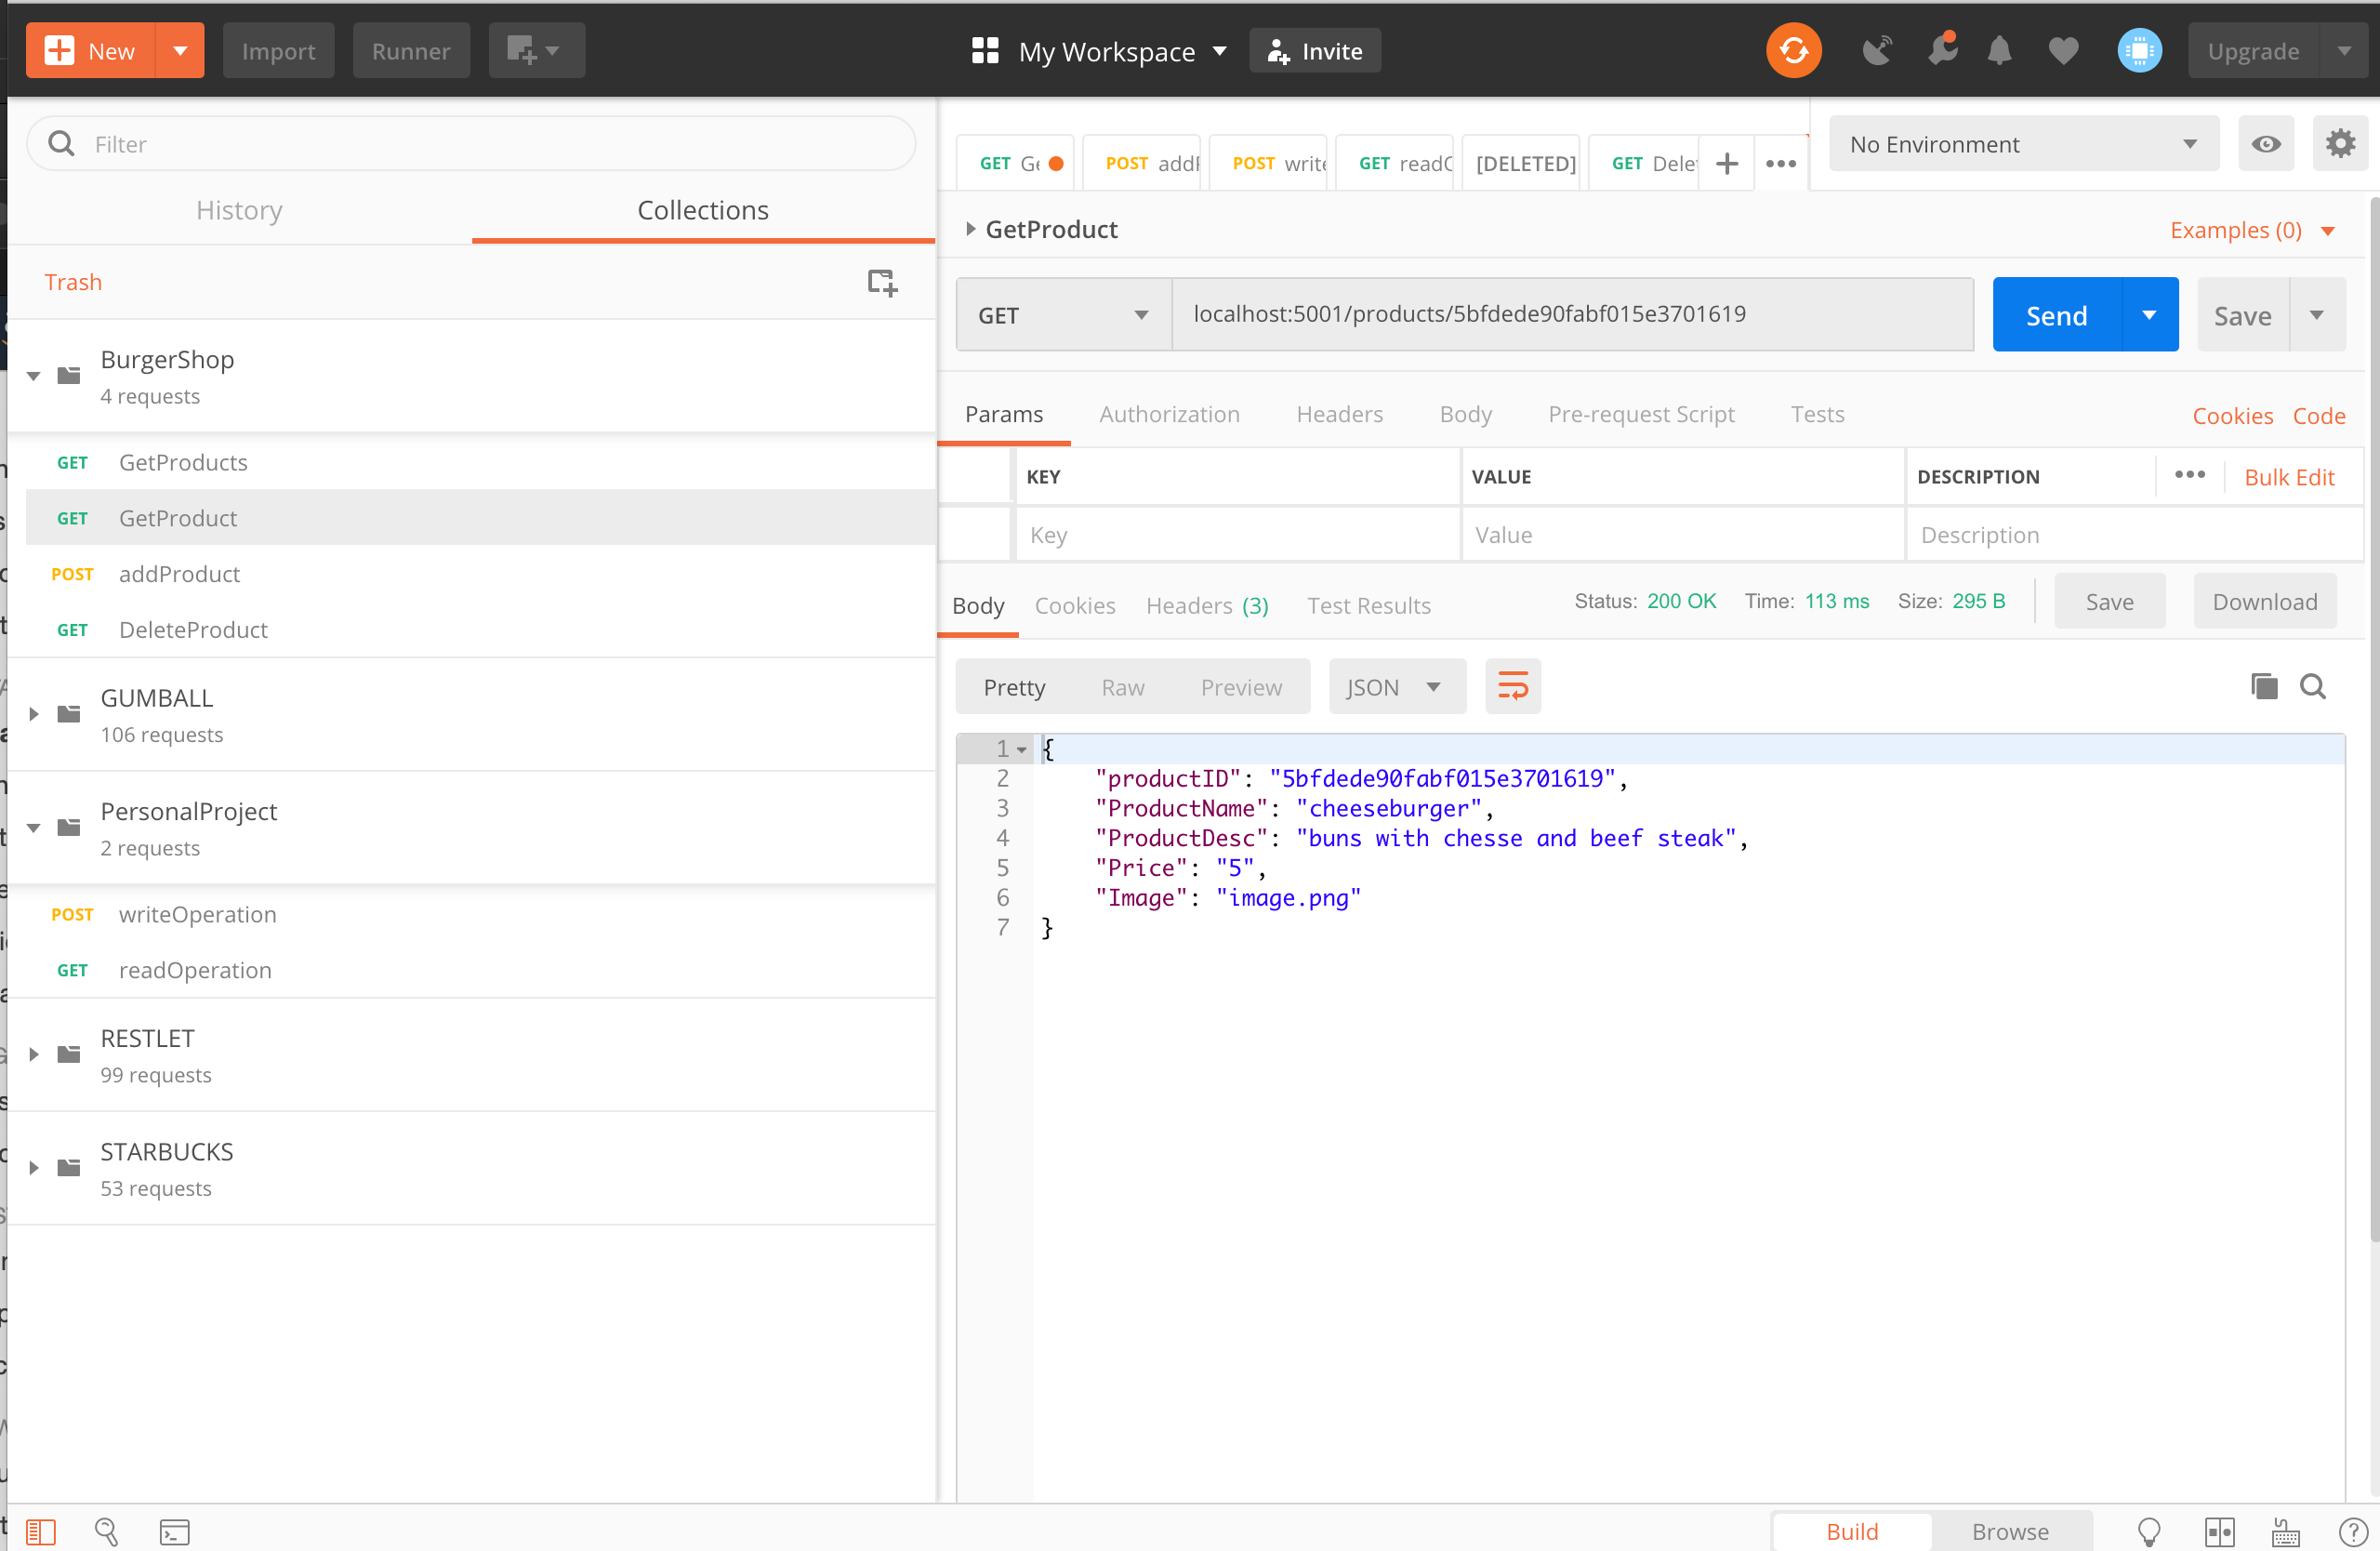 New Import Runner My Workspace Invite Upgrade
Filter
History Collections
Trash
BurgerShop
4 requests
GET GetProducts
GET GetProduct
POST addProduct
GET DeleteProduct
GUMBALL
106 requests
PersonalProject
2 requests
POST writeOperation
GET readOperation
RESTLET
99 requests
STARBUCKS
53 requests
GET POST POST GET [DELETED] GET
No Environment
GetProduct
Examples (0)
GET localhost:5001/products/5bfdede90fabf015e3701619 Send Save
Params Authorization Headers Body Pre-request Script Tests Cookies Code
KEY VALUE DESCRIPTION Bulk Edit
Key Value Description
Body Cookies Headers (3) Test Results Status: 200 OK Time: 113 ms Size: 295 B Save Download
Pretty Raw Preview JSON
1 {
2 "productID": "5bfdede90fabf015e3701619",
3 "ProductName": "cheeseburger",
4 "ProductDesc": "buns with chesse and beef steak",
5 "Price": "5",
6 "Image": "image.png"
7 }
Build Browse